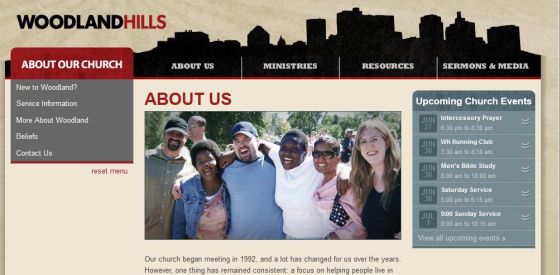 WOODLANDHILLS
ABOUT OUR CHURCH
ABOUT US
MINISTRIES
RESOURCES
SERMONS & MEDIA
New to Woodland?
Service Information
More About Woodland
Beliefs
Contact Us
reset menu
ABOUT US
Our church began meeting in 1992, and a lot has changed for us over the years.
However, one thing has remained consistent: a focus on helping people live in
Upcoming Church Events
JUN
27
Intercessory Prayer
6:30 pm to 8:30 pm
JUN
30
WH Running Club
7:30 am to 10:30 am
JUN
30
Men's Bible Study
8:00 am to 10:00 am
JUN
30
Saturday Service
5:00 pm to 6:15 pm
JUL
1
9:00 Sunday Service
9:00 am to 10:15 am
View all upcoming events »